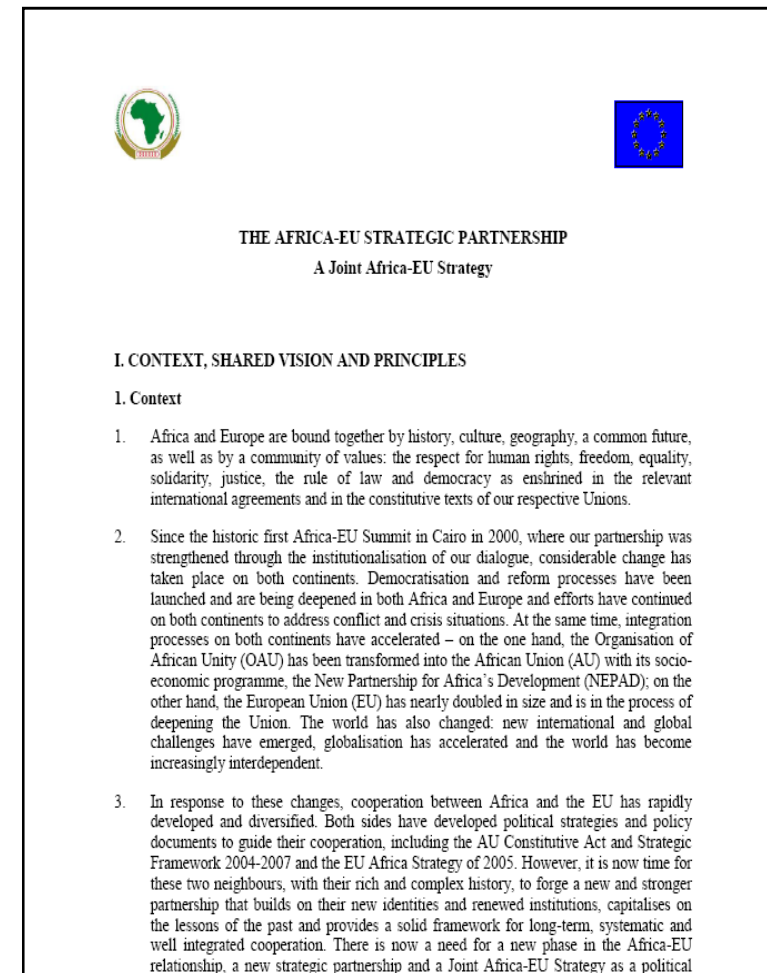 THE AFRICA-EU STRATEGIC PARTNERSHIP
A Joint Africa-EU Strategy
I. CONTEXT, SHARED VISION AND PRINCIPLES
1. Context
1. Africa and Europe are bound together by history, culture, geography, a common future,
as well as by a community of values: the respect for human rights, freedom, equality,
solidarity, justice, the rule of law and democracy as enshrined in the relevant
international agreements and in the constitutive texts of our respective Unions.
2. Since the historic first Africa-EU Summit in Cairo in 2000, where our partnership was
strengthened through the institutionalisation of our dialogue, considerable change has
taken place on both continents. Democratisation and reform processes have been
launched and are being deepened in both Africa and Europe and efforts have continued
on both continents to address conflict and crisis situations. At the same time, integration
processes on both continents have accelerated – on the one hand, the Organisation of
African Unity (OAU) has been transformed into the African Union (AU) with its socio-
economic programme, the New Partnership for Africa's Development (NEPAD); on the
other hand, the European Union (EU) has nearly doubled in size and is in the process of
deepening the Union. The world has also changed: new international and global
challenges have emerged, globalisation has accelerated and the world has become
increasingly interdependent.
3. In response to these changes, cooperation between Africa and the EU has rapidly
developed and diversified. Both sides have developed political strategies and policy
documents to guide their cooperation, including the AU Constitutive Act and Strategic
Framework 2004-2007 and the EU Africa Strategy of 2005. However, it is now time for
these two neighbours, with their rich and complex history, to forge a new and stronger
partnership that builds on their new identities and renewed institutions, capitalises on
the lessons of the past and provides a solid framework for long-term, systematic and
well integrated cooperation. There is now a need for a new phase in the Africa-EU
relationship, a new strategic partnership and a Joint Africa-EU Strategy as a political